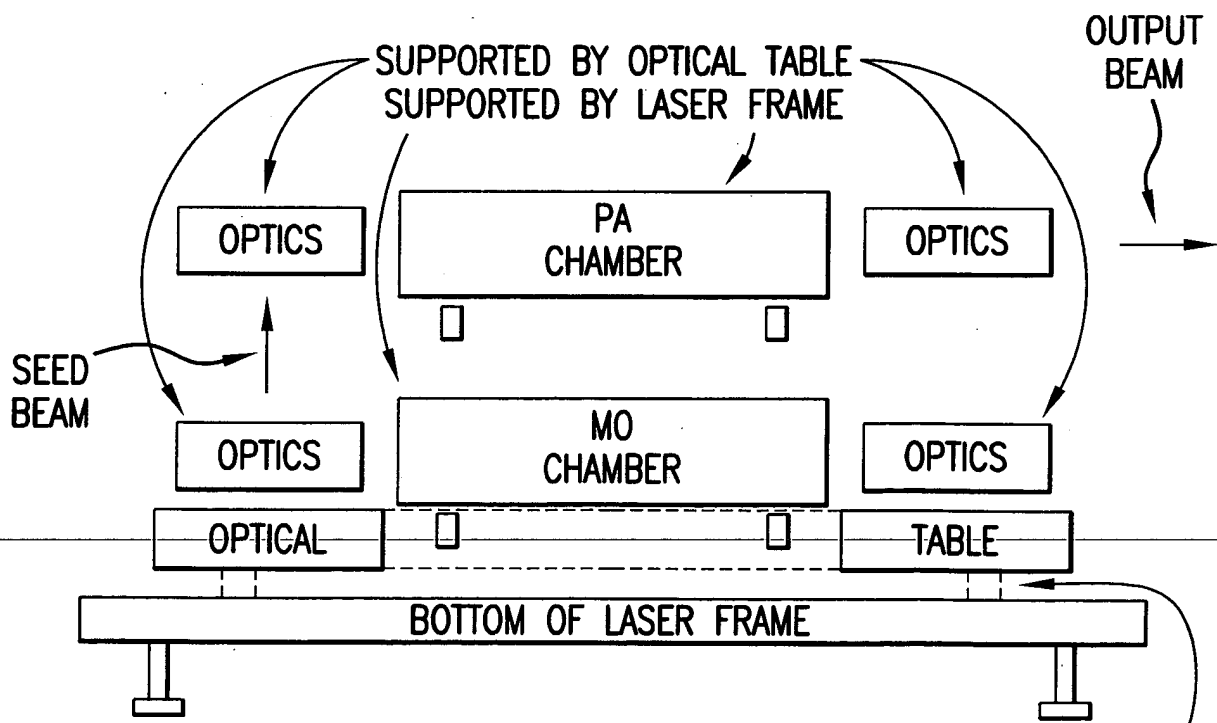 OUTPUT
BEAM
SUPPORTED BY OPTICAL TABLE
SUPPORTED BY LASER FRAME
OPTICS
PA
CHAMBER
OPTICS
SEED
BEAM
OPTICS
MO
CHAMBER
OPTICS
OPTICAL
TABLE
BOTTOM OF LASER FRAME